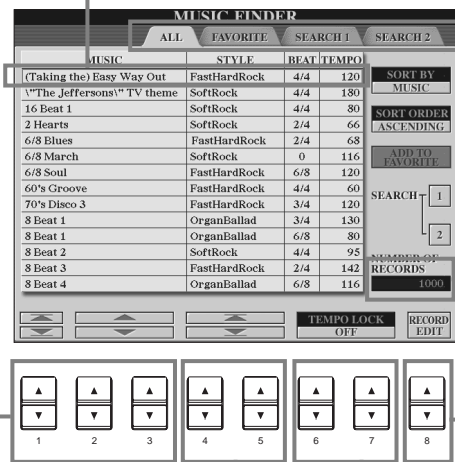 MUSIC FINDER
ALL FAVORITE SEARCH 1 SEARCH 2
MUSIC STYLE BEAT TEMPO
(Taking the) Easy Way Out FastHardRock 4/4 120
\"The Jeffersons\" TV theme SoftRock 4/4 180
16 Beat 1 SoftRock 4/4 80
2 Hearts SoftRock 2/4 66
6/8 Blues FastHardRock 2/4 68
6/8 March SoftRock 0 116
6/8 Soul FastHardRock 6/8 120
60's Groove FastHardRock 4/4 60
70's Disco 3 FastHardRock 3/4 120
8 Beat 1 OrganBallad 3/4 130
8 Beat 1 OrganBallad 6/8 80
8 Beat 2 SoftRock 4/4 95
8 Beat 3 FastHardRock 2/4 142
8 Beat 4 OrganBallad 6/8 116
SORT BY
MUSIC
SORT ORDER
ASCENDING
ADD TO
FAVORITE
SEARCH 1
2
NUMBER OF
RECORDS
1000
TEMPO LOCK
OFF
RECORD
EDIT
1 2 3 4 5 6 7 8